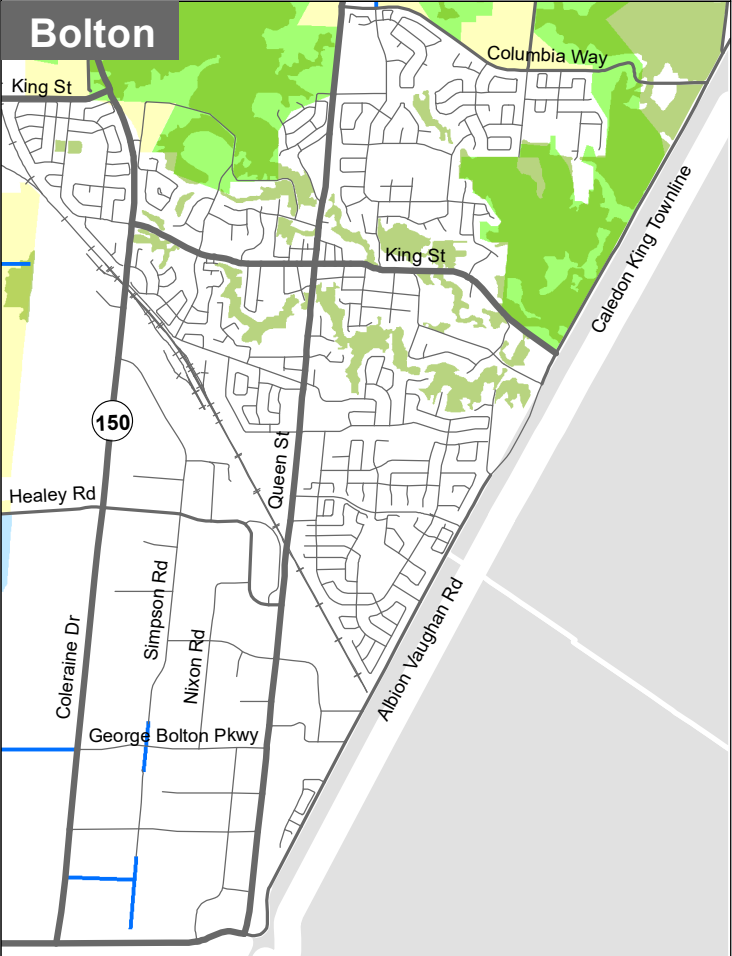 Bolton
Columbia Way
King St
Caledon King Townline
King St
150
Queen St
Healey Rd
Simpson Rd
Nixon Rd
Coleraine Dr
Albion Vaughan Rd
George Bolton Pkwy